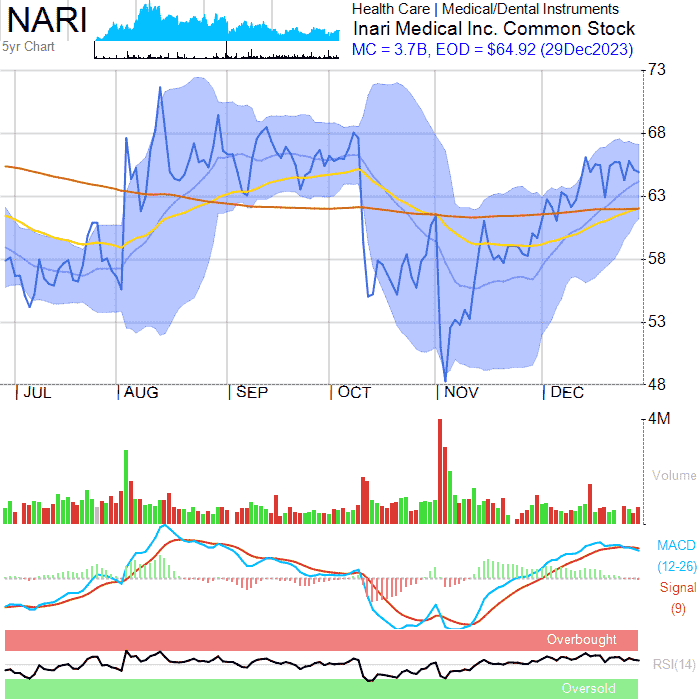 NARI
5yr Chart
Health Care | Medical/Dental Instruments
Inari Medical Inc. Common Stock
MC = 3.7B, EOD = $64.92 (29Dec2023)
73
68
63
58
53
48
JUL AUG SEP OCT NOV DEC
4M
Volume
MACD
(12-26)
Signal
(9)
Overbought
RSI(14)
Oversold